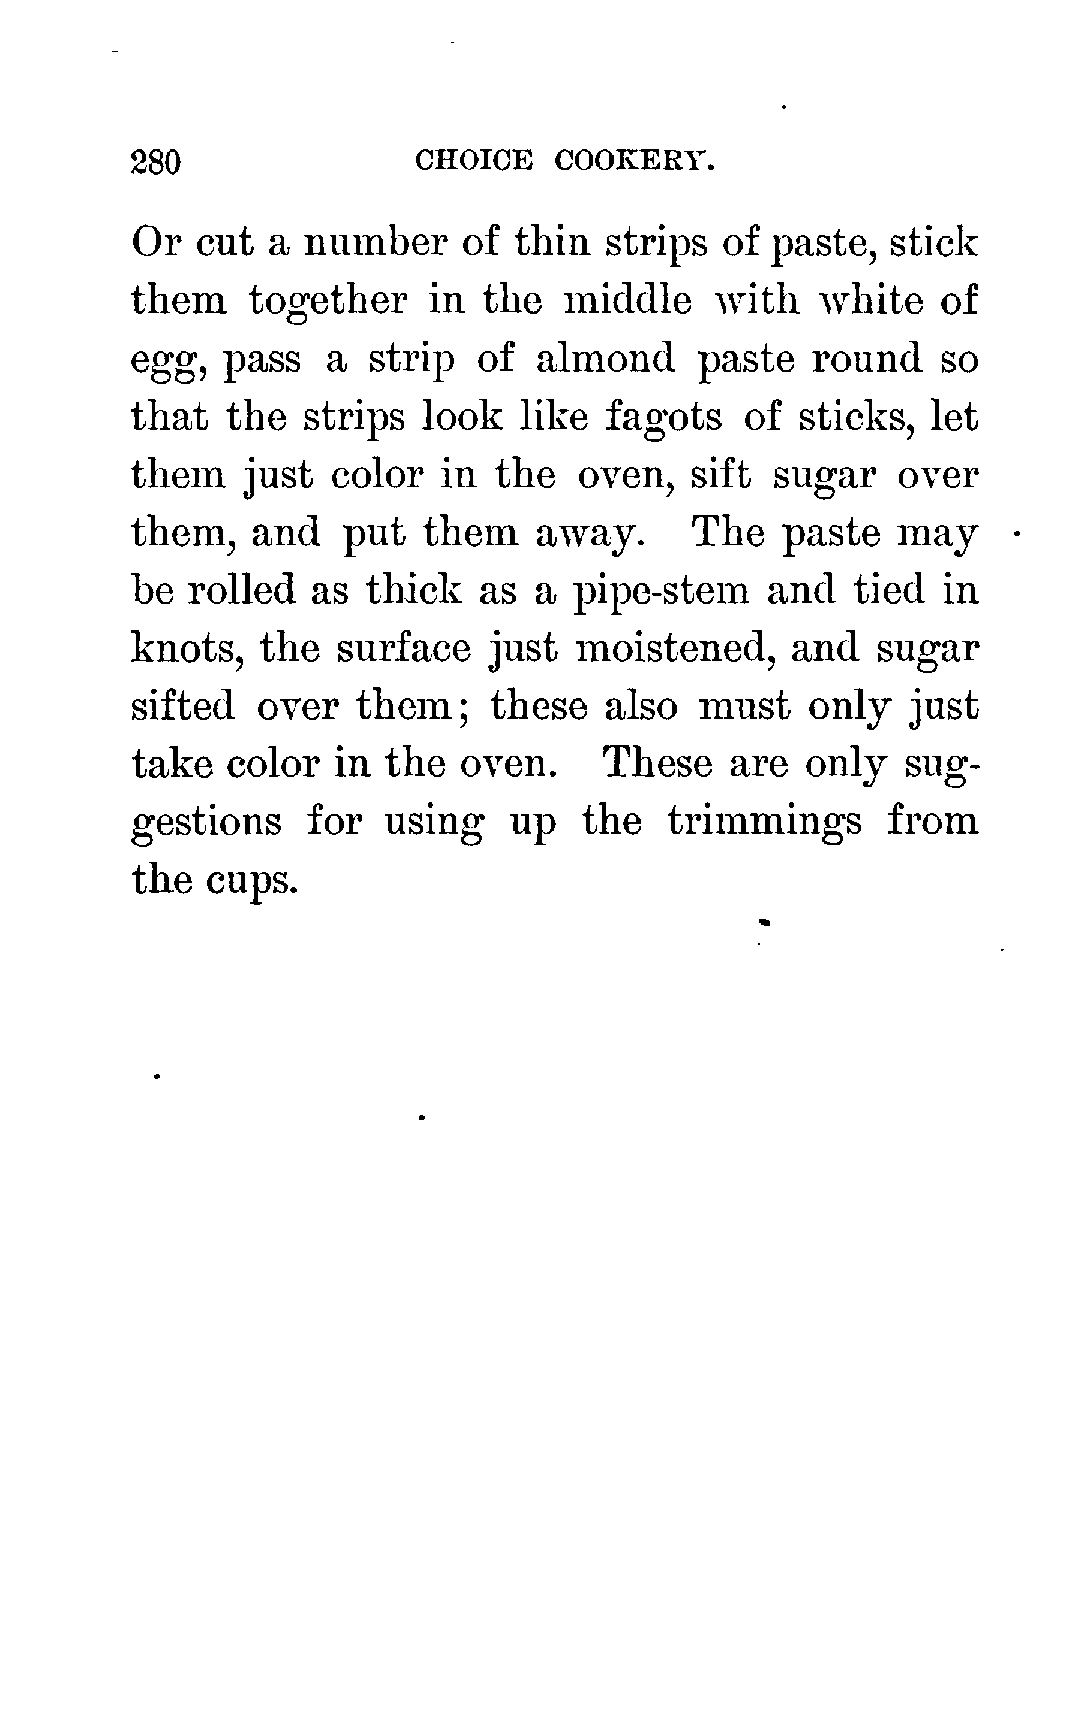 280 CHOICE COOKERY.
Or cut a number of thin strips of paste, stick
them together in the middle with white of
egg, pass a strip of almond paste round so
that the strips look like fagots of sticks, let
them just color in the oven, sift sugar over
them, and put them away. The paste may
be rolled as thick as a pipe-stem and tied in
knots, the surface just moistened, and sugar
sifted over them; these also must only just
take color in the oven. These are only sug-
gestions for using up the trimmings from
the cups.